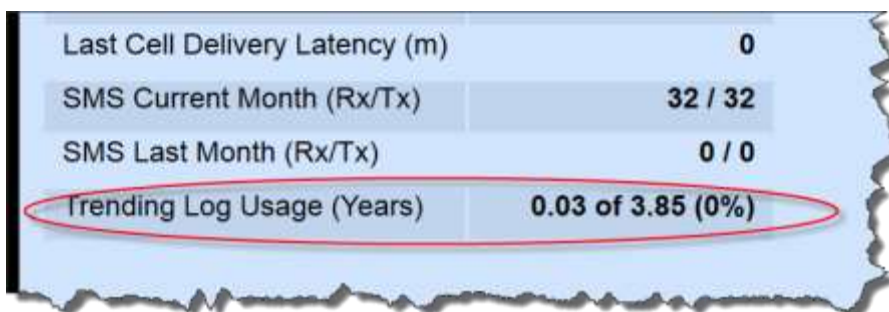 Last Cell Delivery Latency (m) 0
SMS Current Month (Rx/Tx) 32 / 32
SMS Last Month (Rx/Tx) 0 / 0
Trending Log Usage (Years) 0.03 of 3.85 (0%)